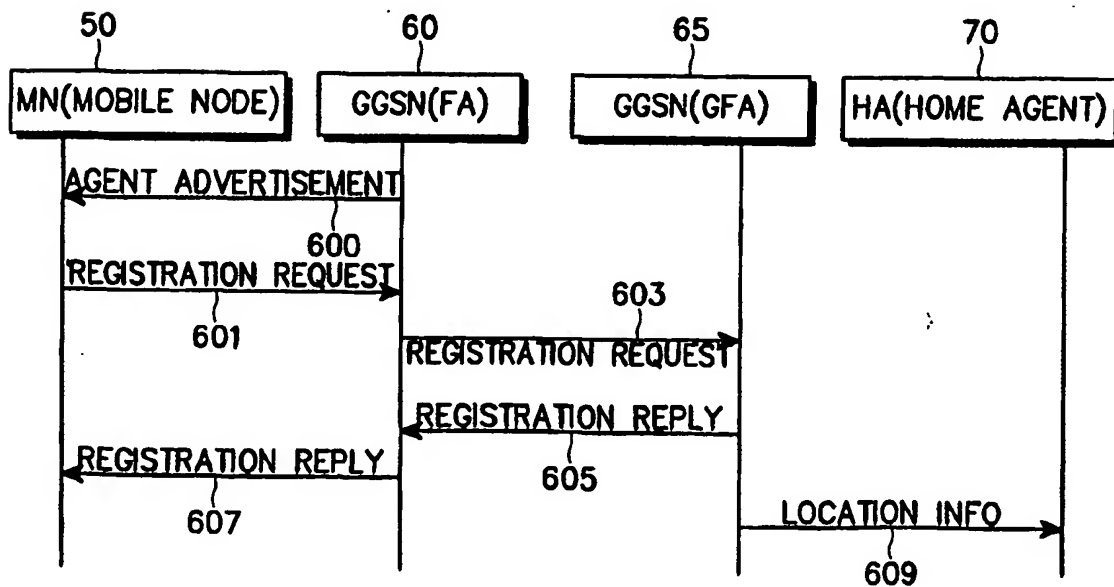 50
60
65
70
MN(MOBILE NODE)
GGSN(FA)
GGSN(GFA)
HA(HOME AGENT)
AGENT ADVERTISEMENT
600
REGISTRATION REQUEST
601
603
REGISTRATION REQUEST
REGISTRATION REPLY
605
REGISTRATION REPLY
607
LOCATION INFO
609